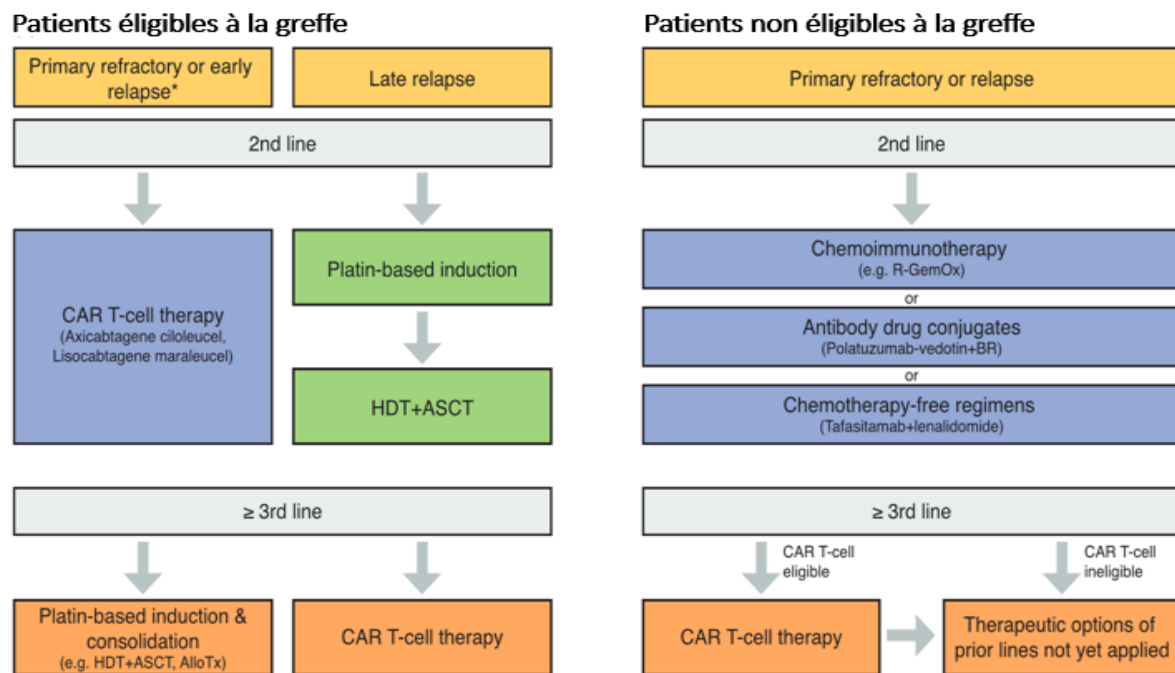 Patients éligibles à la greffe
Primary refractory or early
relapse*
Late relapse
2nd line
CAR T-cell therapy
(Axicabtagene ciloleucel,
Lisocabtagene maraleucel)
Platin-based induction
HDT+ASCT
≥ 3rd line
Platin-based induction &
consolidation
(e.g. HDT+ASCT, AlloTx)
CAR T-cell therapy
Patients non éligibles à la greffe
Primary refractory or relapse
2nd line
Chemoimmunotherapy
(e.g. R-GemOx)
or
Antibody drug conjugates
(Polatuzumab-vedotin+BR)
or
Chemotherapy-free regimens
(Tafasitamab+lenalidomide)
≥ 3rd line
CAR T-cell
eligible
CAR T-cell
ineligible
CAR T-cell therapy
Therapeutic options of
prior lines not yet applied